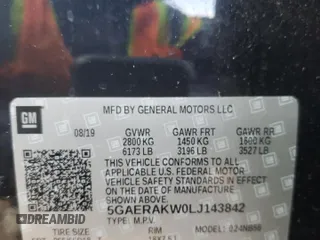 GM
MFD BY GENERAL MOTORS LLC
08/19 GVWR GAWR FRT GAWR RR
2800 KG 1450 KG 1600 KG
6173 LB 3196 LB 3527 LB
THIS VEHICLE CONFORMS TO ALL
APPLICABLE U.S. FEDERAL MOTOR
VEHICLE SAFETY STANDARDS IN EFFECT
ON THE DATE OF MANUFACTURE SHOWN
ABOVE.
5GAERAKW0LJ143842
TYPE: M.P.V.
TIRE SIZE SPEED RIM
DREAMBID